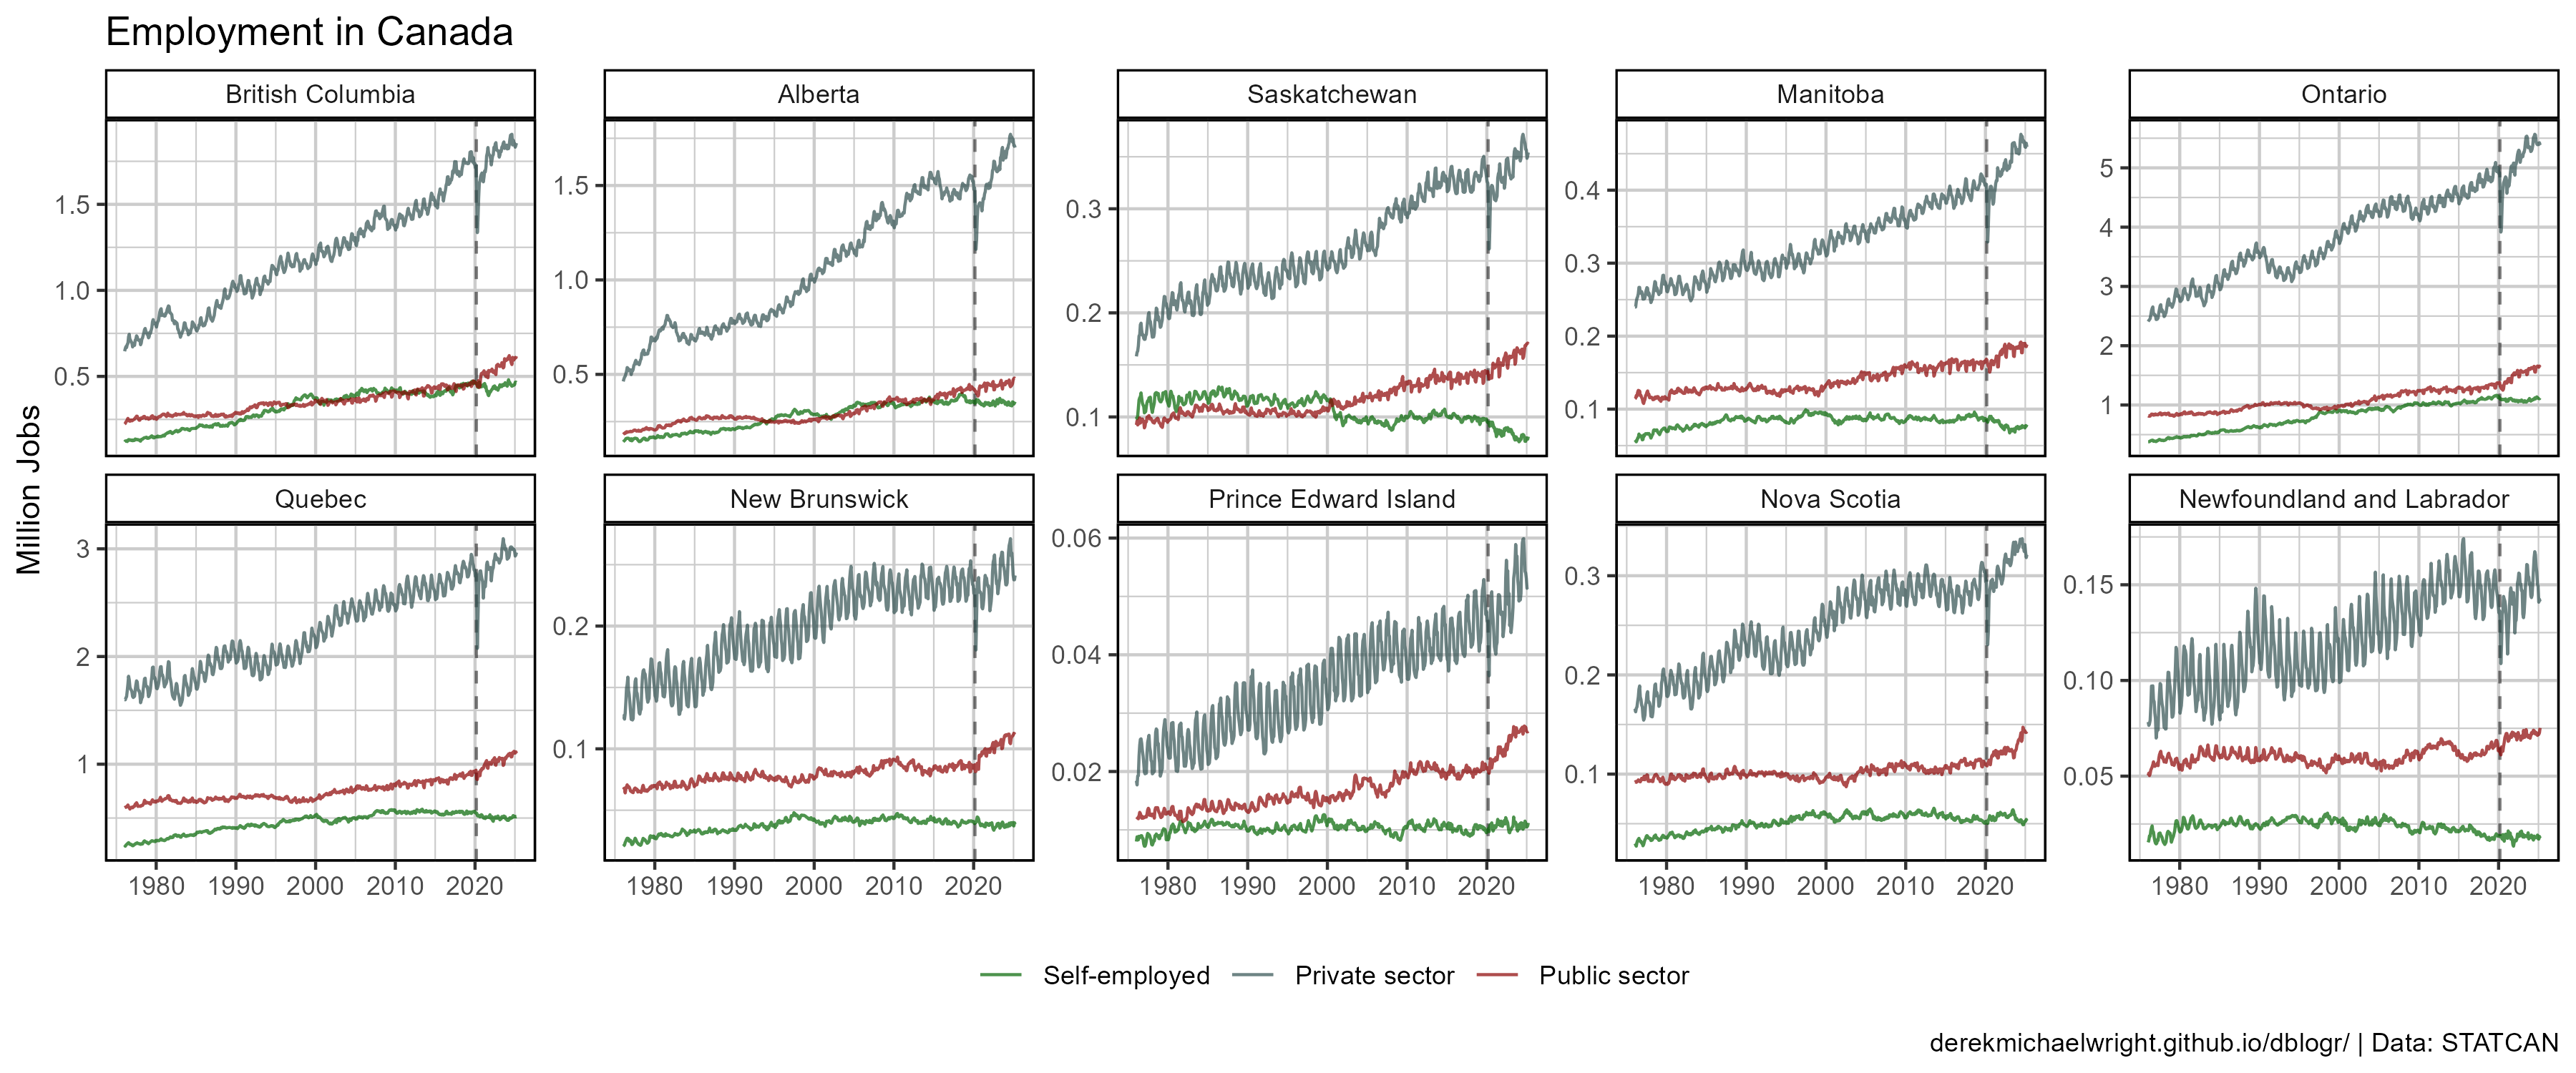 Employment in Canada
British Columbia
Alberta
Saskatchewan
Manitoba
Ontario
1.5
1.0
0.5
1.5
1.0
0.5
0.3
0.2
0.1
0.4
0.3
0.2
0.1
5
4
3
2
1
Million Jobs
Quebec
New Brunswick
Prince Edward Island
Nova Scotia
Newfoundland and Labrador
3
2
1
0.2
0.1
0.06
0.04
0.02
0.3
0.2
0.1
0.15
0.10
0.05
1980 1990 2000 2010 2020
1980 1990 2000 2010 2020
1980 1990 2000 2010 2020
1980 1990 2000 2010 2020
1980 1990 2000 2010 2020
Self-employed Private sector Public sector
derekmichaelwright.github.io/dblogr/ | Data: STATCAN